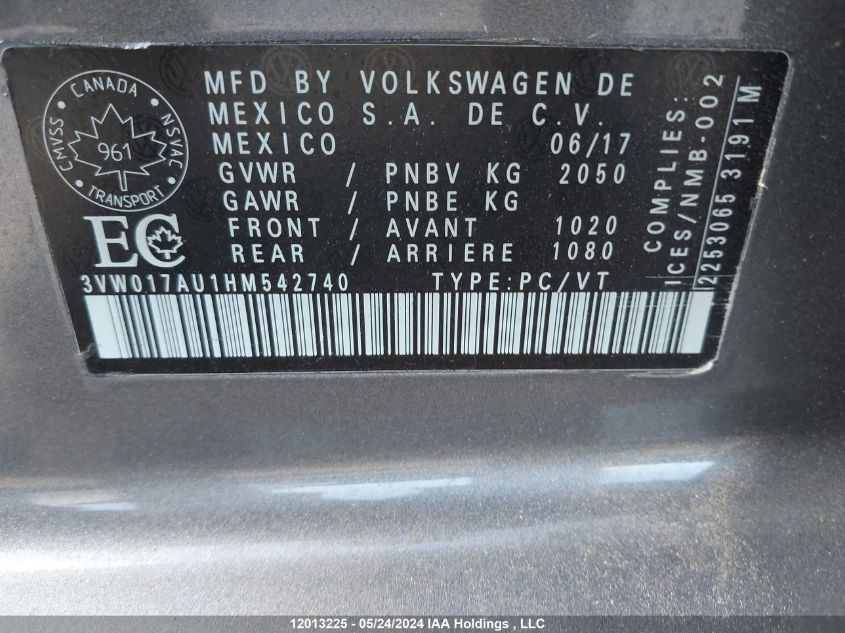 MFD BY VOLKSWAGEN DE
MEXICO S.A. DE C.V.
MEXICO 06/17
GVWR / PNBV KG 2050
GAWR / PNBE KG
FRONT / AVANT 1020
REAR / ARRIERE 1080
3VW017AU1HM542740 TYPE:PC/VT
CANADA
CMVSS NSVAC
961
TRANSPORT
EC
COMPLIES:
ICES/NMB-002
2253065 3191 M
12013225 - 05/24/2024 IAA Holdings , LLC